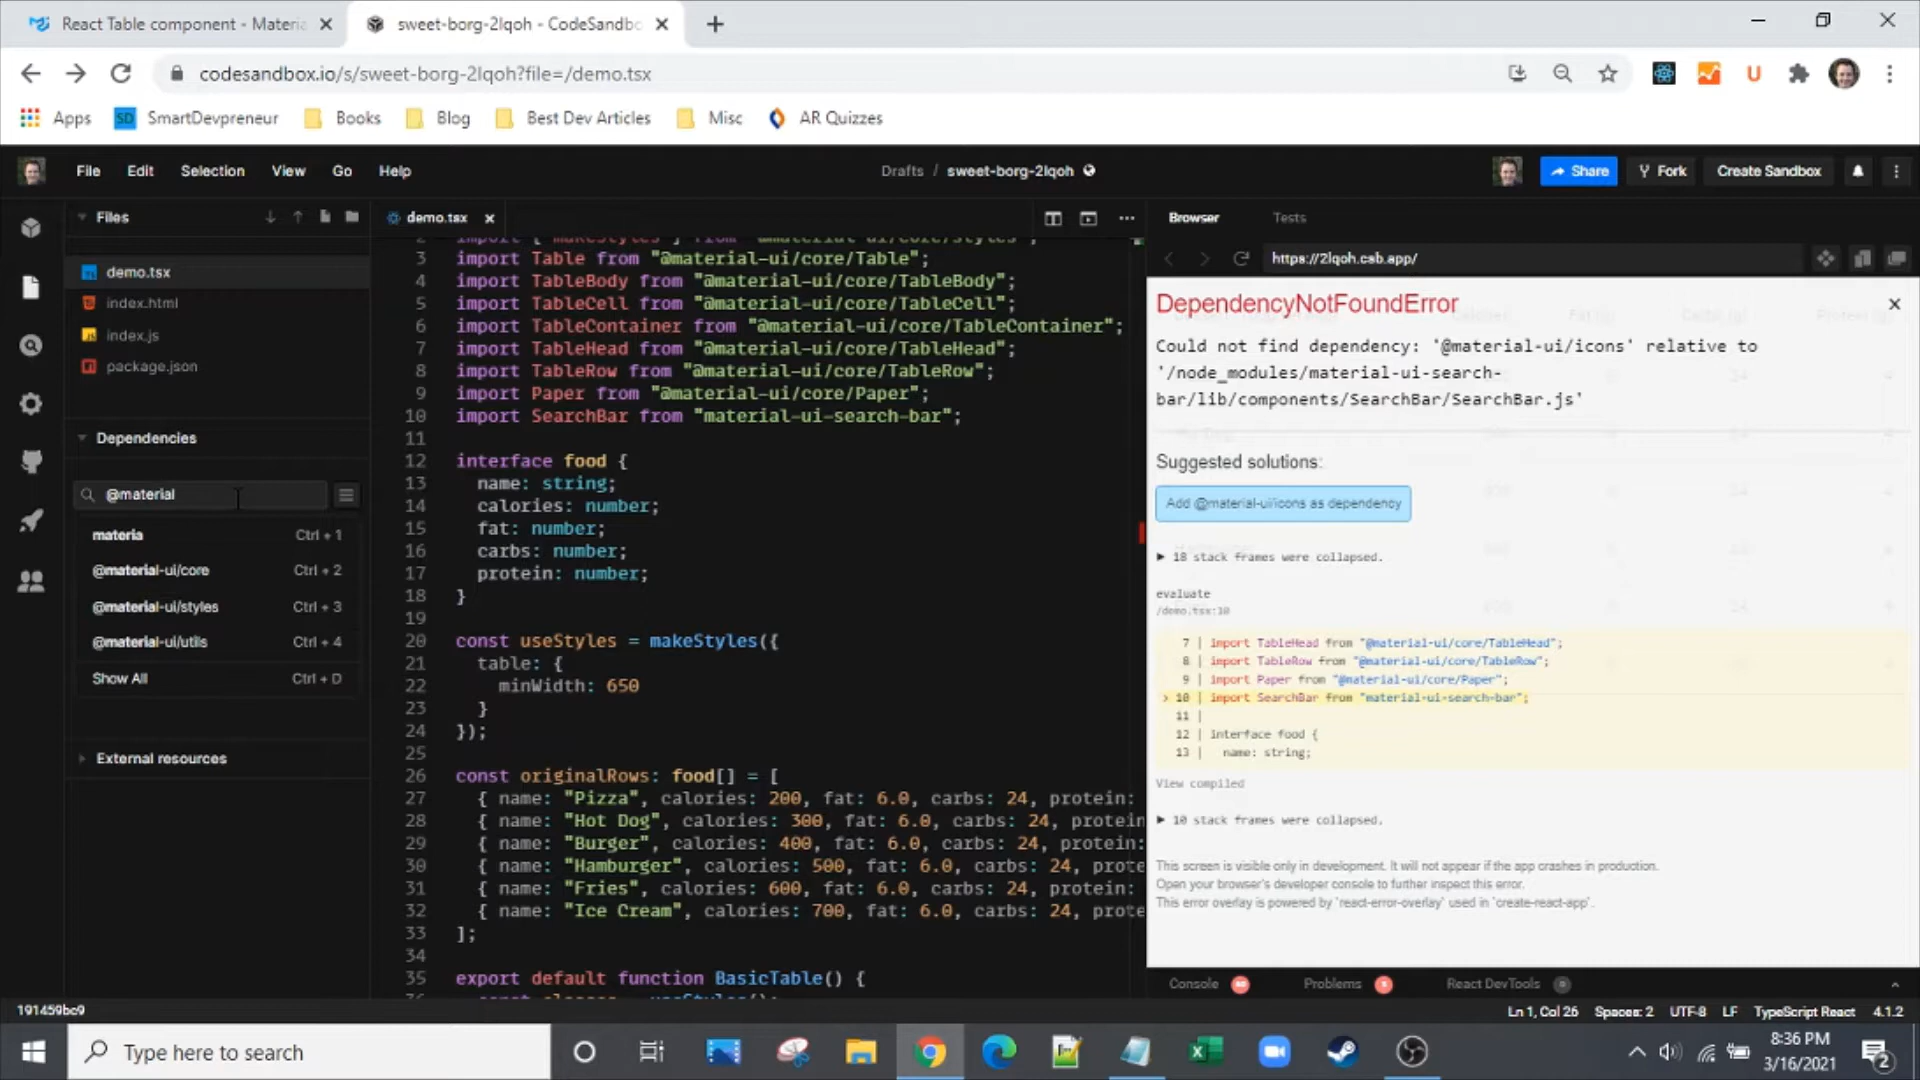 React Table component - Materia
sweet-borg-2lqoh - CodeSandbo
codesandbox.io/s/sweet-borg-2lqoh?file=/demo.tsx
Apps
SD SmartDevpreneur
Books
Blog
Best Dev Articles
Misc
AR Quizzes
File Edit Selection View Go Help
Drafts / sweet-borg-2lqoh
Share
Fork
Create Sandbox
Files
demo.tsx
index.html
index.js
package.json
Dependencies
@material
materia Ctrl + 1
@material-ui/core Ctrl + 2
@material-ui/styles Ctrl + 3
@material-ui/utils Ctrl + 4
Show All Ctrl + D
External resources
demo.tsx
2 import { makeStyles } from "@material-ui/core/styles";
3 import Table from "@material-ui/core/Table";
4 import TableBody from "@material-ui/core/TableBody";
5 import TableCell from "@material-ui/core/TableCell";
6 import TableContainer from "@material-ui/core/TableContainer";
7 import TableHead from "@material-ui/core/TableHead";
8 import TableRow from "@material-ui/core/TableRow";
9 import Paper from "@material-ui/core/Paper";
10 import SearchBar from "material-ui-search-bar";
11
12 interface food {
13 name: string;
14 calories: number;
15 fat: number;
16 carbs: number;
17 protein: number;
18 }
19
20 const useStyles = makeStyles({
21 table: {
22 minWidth: 650
23 }
24 });
25
26 const originalRows: food[] = [
27 { name: "Pizza", calories: 200, fat: 6.0, carbs: 24, protein:
28 { name: "Hot Dog", calories: 300, fat: 6.0, carbs: 24, protein
29 { name: "Burger", calories: 400, fat: 6.0, carbs: 24, protein:
30 { name: "Hamburger", calories: 500, fat: 6.0, carbs: 24, prote
31 { name: "Fries", calories: 600, fat: 6.0, carbs: 24, protein:
32 { name: "Ice Cream", calories: 700, fat: 6.0, carbs: 24, prote
33 ];
34
35 export default function BasicTable() {
36 const classes = useStyles();
Browser Tests
https://2lqoh.csb.app/
DependencyNotFoundError
Could not find dependency: '@material-ui/icons' relative to
'/node_modules/material-ui-search-
bar/lib/components/SearchBar/SearchBar.js'
Suggested solutions:
Add @material-ui/icons as dependency
18 stack frames were collapsed.
evaluate
/demo.tsx:10
7 | import TableHead from "@material-ui/core/TableHead";
8 | import TableRow from "@material-ui/core/TableRow";
9 | import Paper from "@material-ui/core/Paper";
> 10 | import SearchBar from "material-ui-search-bar";
11 |
12 | interface food {
13 | name: string;
View compiled
10 stack frames were collapsed.
This screen is visible only in development. It will not appear if the app crashes in production.
Open your browser's developer console to further inspect this error.
This error overlay is powered by 'react-error-overlay' used in 'create-react-app'.
Console
Problems
React DevTools 0
191459bc9
Ln 1, Col 26 Spaces: 2 UTF-8 LF TypeScript React 4.1.2
Type here to search
8:36 PM
3/16/2021
2